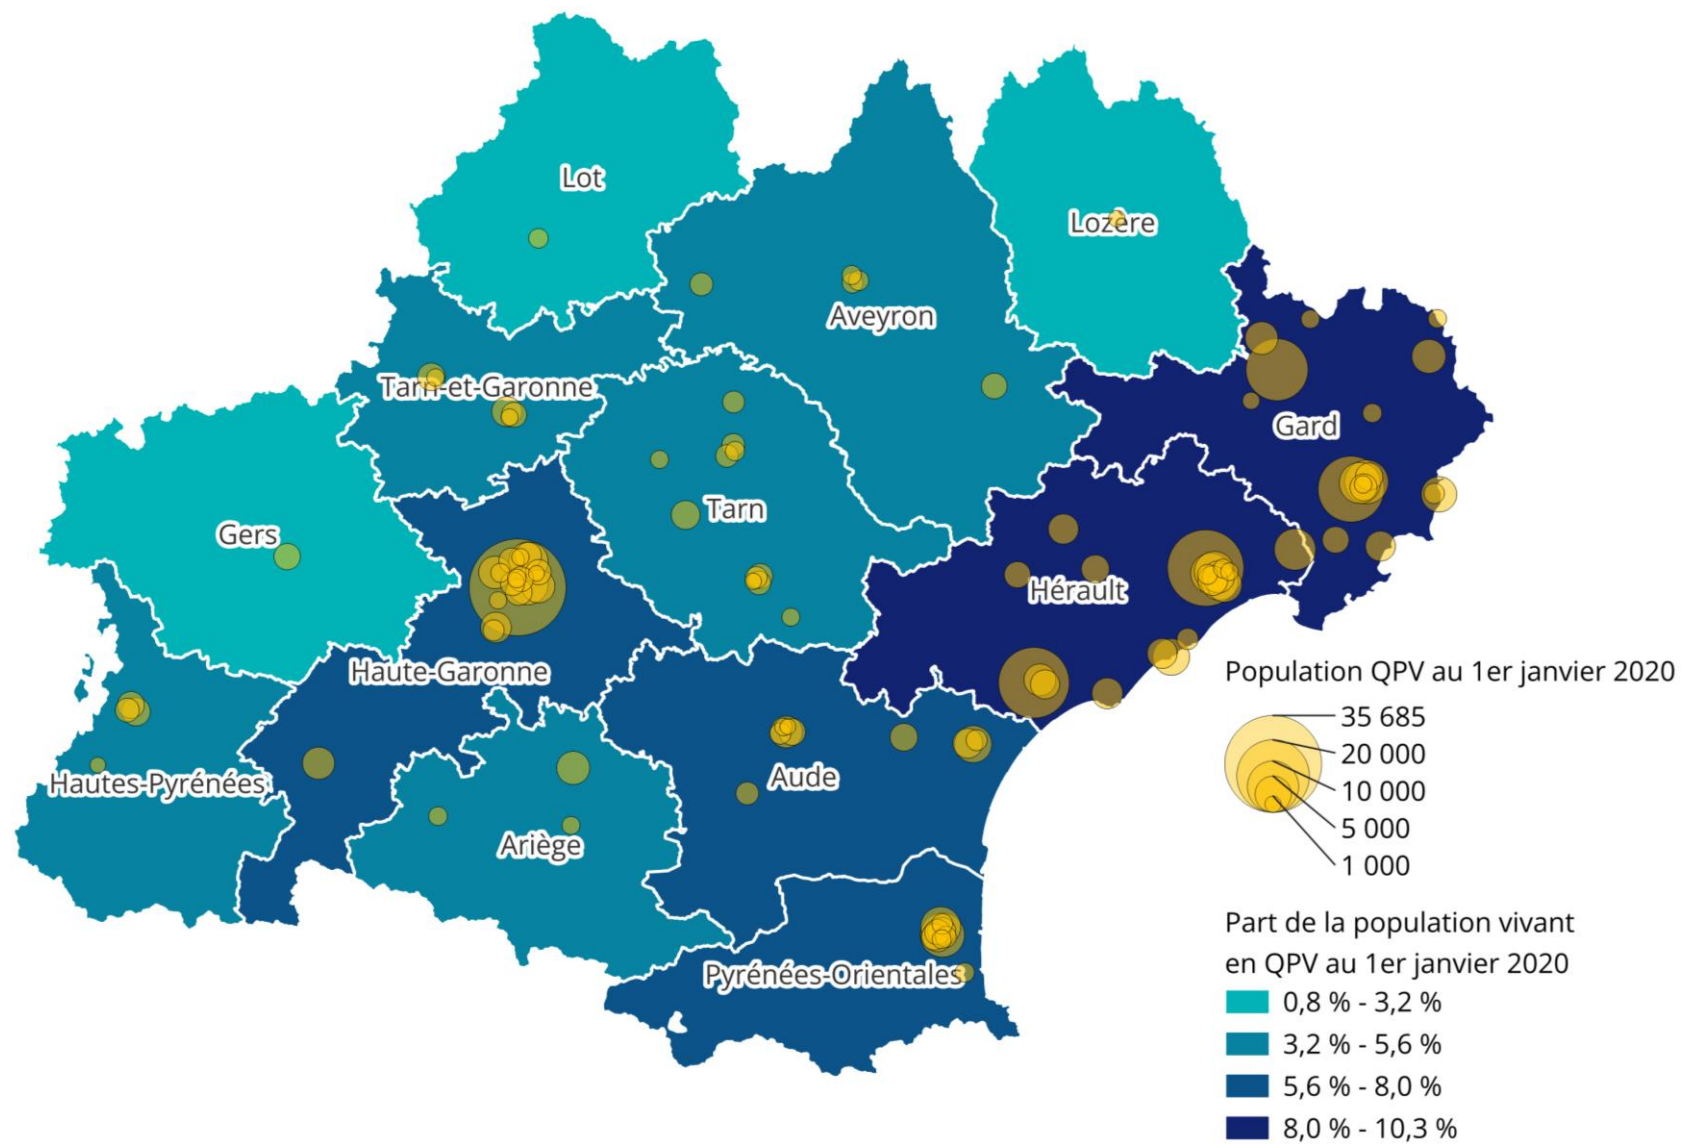 Lot
Lozère
Aveyron
Tarn-et-Garonne
Gard
Tarn
Gers
Hérault
Haute-Garonne
Hautes-Pyrénées
Aude
Ariège
Pyrénées-Orientales
Population QPV au 1er janvier 2020
35 685
20 000
10 000
5 000
1 000
Part de la population vivant
en QPV au 1er janvier 2020
0,8 % - 3,2 %
3,2 % - 5,6 %
5,6 % - 8,0 %
8,0 % - 10,3 %